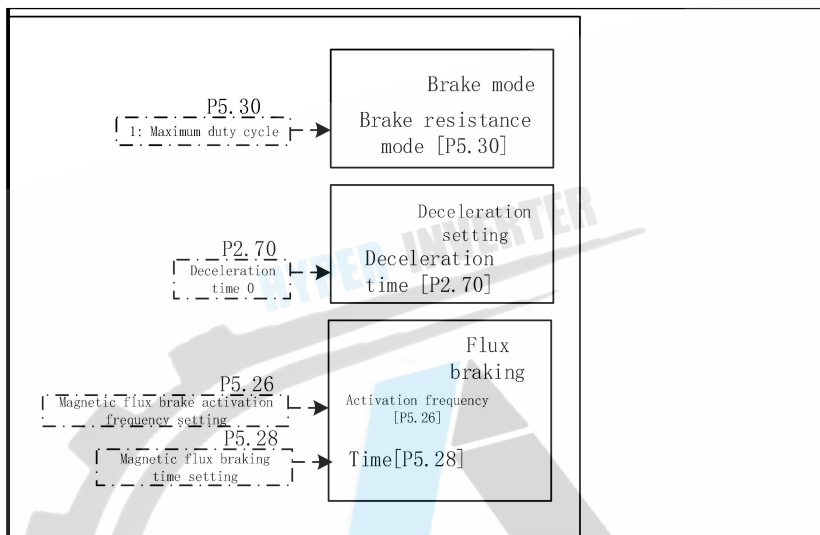 Brake mode
P5.30
1: Maximum duty cycle
Brake resistance
mode [P5.30]
Deceleration
setting
P2.70
Deceleration
time 0
Deceleration
time [P2.70]
HYPER INVERTER
Flux
braking
P5.26
Magnetic flux brake activation
frequency setting
Activation frequency
[P5.26]
P5.28
Magnetic flux braking
time setting
Time[P5.28]